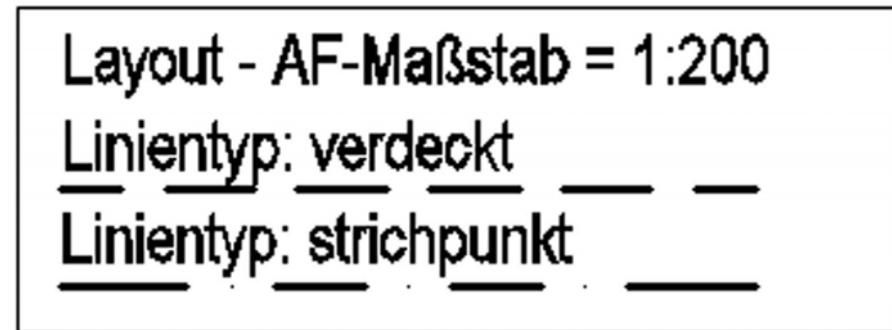 Layout - AF-Maßstab = 1:200
Linientyp: verdeckt
Linientyp: strichpunkt